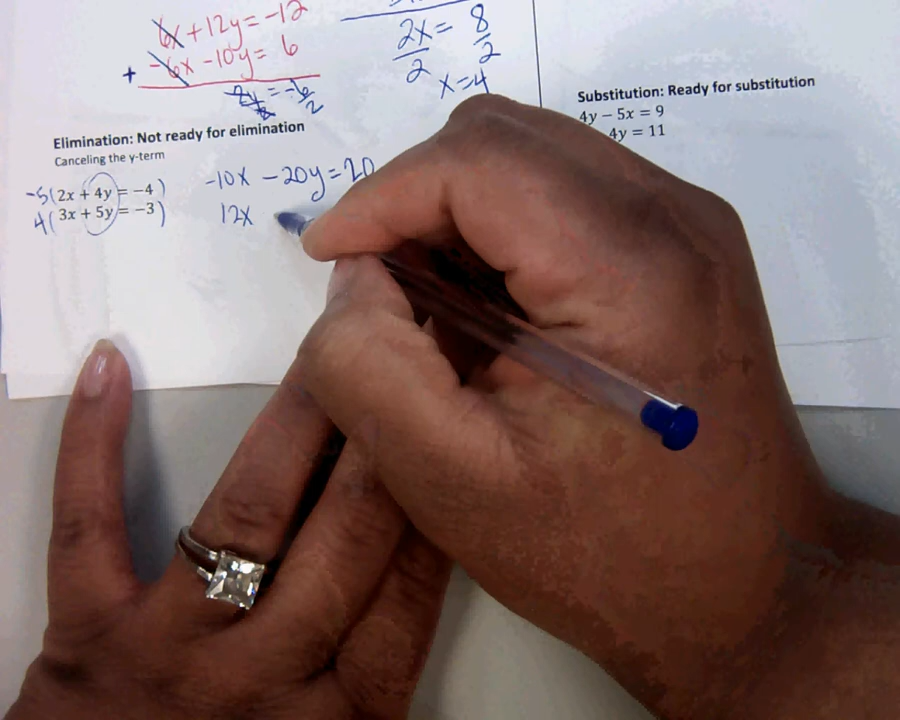 6x + 12y = -12
+ -6x - 10y = 6
2x = 8
2 2
x = 4
Elimination: Not ready for elimination
Canceling the y-term
-5(2x + 4y = -4)
4(3x + 5y = -3)
-10x - 20y = 20
12x
Substitution: Ready for substitution
4y − 5x = 9
4y = 11